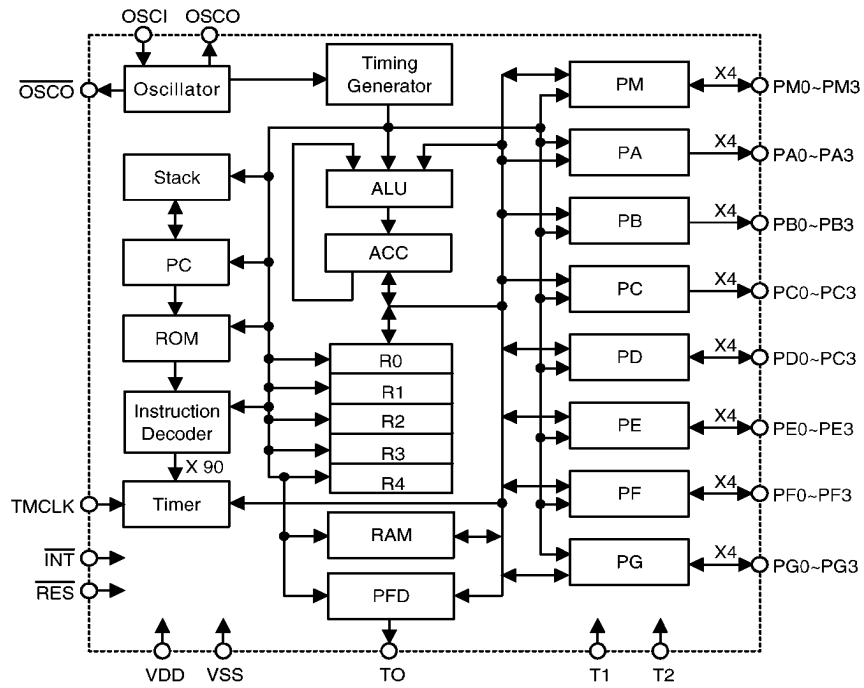 OSCI OSCO
OSCO
Oscillator
Timing
Generator
Stack
PC
ROM
Instruction
Decoder
X 90
TMCLK
Timer
INT
RES
ALU
ACC
R0
R1
R2
R3
R4
RAM
PFD
PM
X4
PM0~PM3
PA
X4
PA0~PA3
PB
X4
PB0~PB3
PC
X4
PC0~PC3
PD
X4
PD0~PC3
PE
X4
PE0~PE3
PF
X4
PF0~PF3
PG
X4
PG0~PG3
VDD
VSS
TO
T1
T2